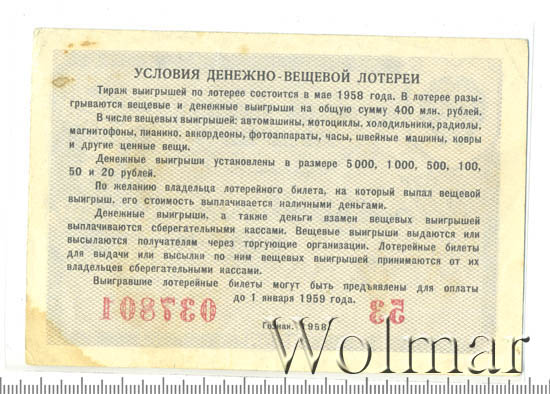 УСЛОВИЯ ДЕНЕЖНО-ВЕЩЕВОЙ ЛОТЕРЕИ
Тираж выигрышей по лотерее состоится в мае 1958 года. В лотерее разы-
грываются вещевые и денежные выигрыши на общую сумму 400 млн. рублей.
В числе вещевых выигрышей: автомашины, мотоциклы, холодильники, радиолы,
магнитофоны, пианино, аккордеоны, фотоаппараты, часы, швейные машины, ковры
и другие ценные вещи.
Денежные выигрыши установлены в размере 5 000, 1 000, 500, 100,
50 и 20 рублей.
По желанию владельца лотерейного билета, на который выпал вещевой
выигрыш, его стоимость выплачивается наличными деньгами.
Денежные выигрыши, а также деньги взамен вещевых выигрышей
выплачиваются сберегательными кассами. Вещевые выигрыши выдаются или
высылаются получателям через торгующие организации. Лотерейные билеты
для выдачи или высылки по ним вещевых выигрышей принимаются от их
владельцев сберегательными кассами.
Выигравшие лотерейные билеты могут быть предъявлены для оплаты
до 1 января 1959 года.
037801 53
Гознак. 1958.
Wolmar